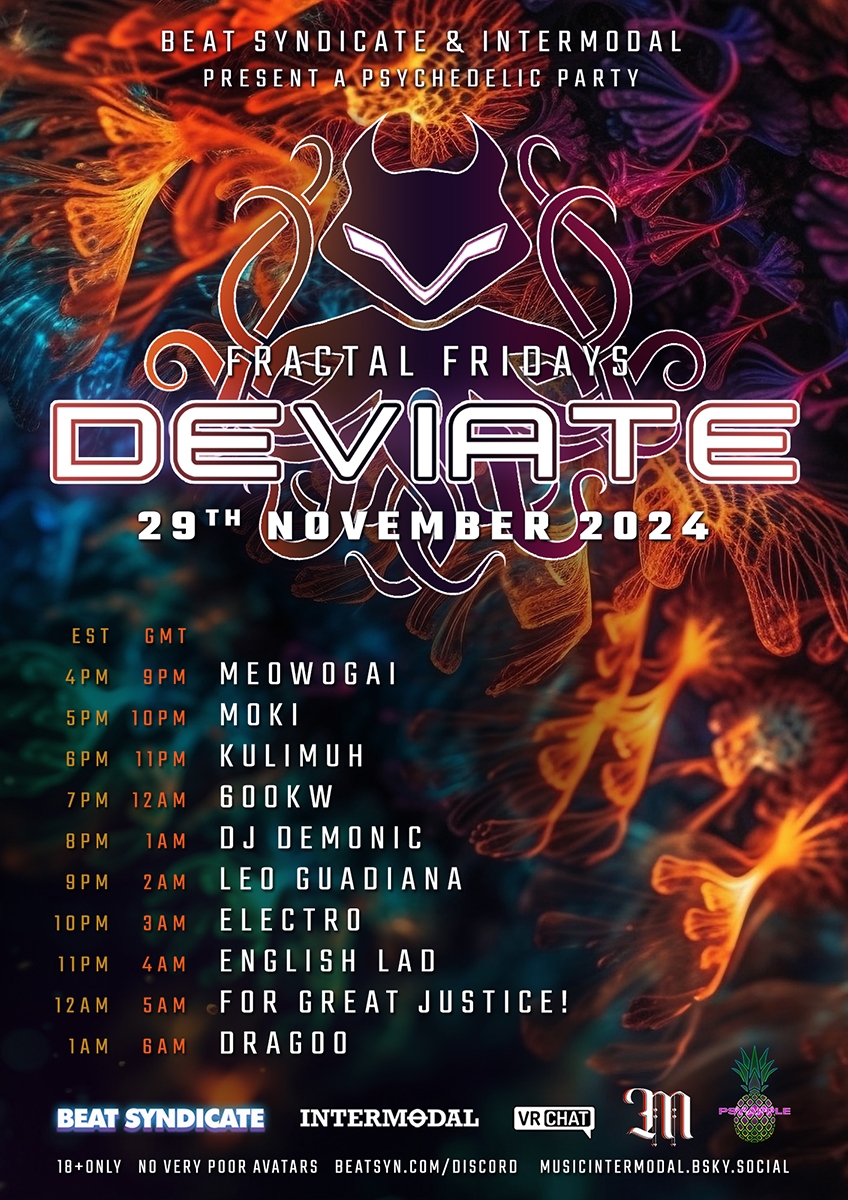 BEAT SYNDICATE & INTERMODAL
PRESENT A PSYCHEDELIC PARTY
FRACTAL FRIDAYS
DEVIATE
29TH NOVEMBER 2024
EST GMT
4PM 9PM MEOWOGAI
5PM 10PM MOKI
6PM 11PM KULIMUH
7PM 12AM 600KW
8PM 1AM DJ DEMONIC
9PM 2AM LEO GUADIANA
10PM 3AM ELECTRO
11PM 4AM ENGLISH LAD
12AM 5AM FOR GREAT JUSTICE!
1AM 6AM DRAGOO
BEAT SYNDICATE INTERMODAL VRCHAT M PSYAPPLE
18+ONLY NO VERY POOR AVATARS BEATSYN.COM/DISCORD MUSICINTERMODAL.BSKY.SOCIAL